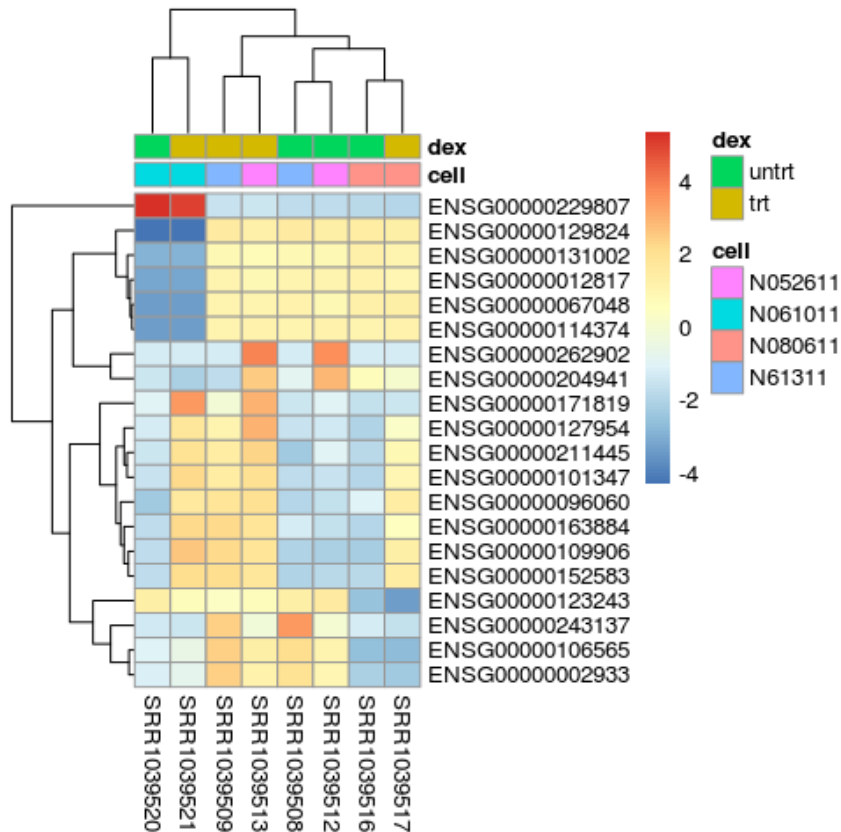 dex
cell
ENSG00000229807
ENSG00000129824
ENSG00000131002
ENSG00000012817
ENSG00000067048
ENSG00000114374
ENSG00000262902
ENSG00000204941
ENSG00000171819
ENSG00000127954
ENSG00000211445
ENSG00000101347
ENSG00000096060
ENSG00000163884
ENSG00000109906
ENSG00000152583
ENSG00000123243
ENSG00000243137
ENSG00000106565
ENSG00000002933
SRR1039520
SRR1039521
SRR1039509
SRR1039513
SRR1039508
SRR1039512
SRR1039516
SRR1039517
4
2
0
-2
-4
dex
untrt
trt
cell
N052611
N061011
N080611
N61311